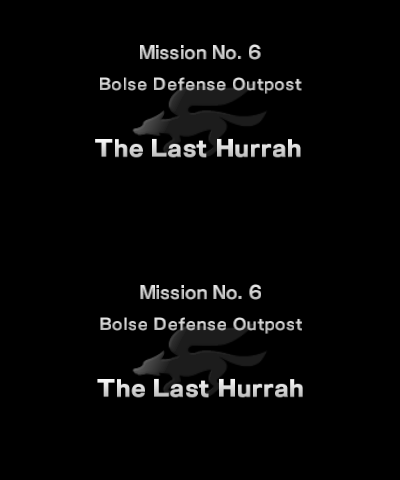 Mission No. 6
Bolse Defense Outpost
The Last Hurrah
Mission No. 6
Bolse Defense Outpost
The Last Hurrah